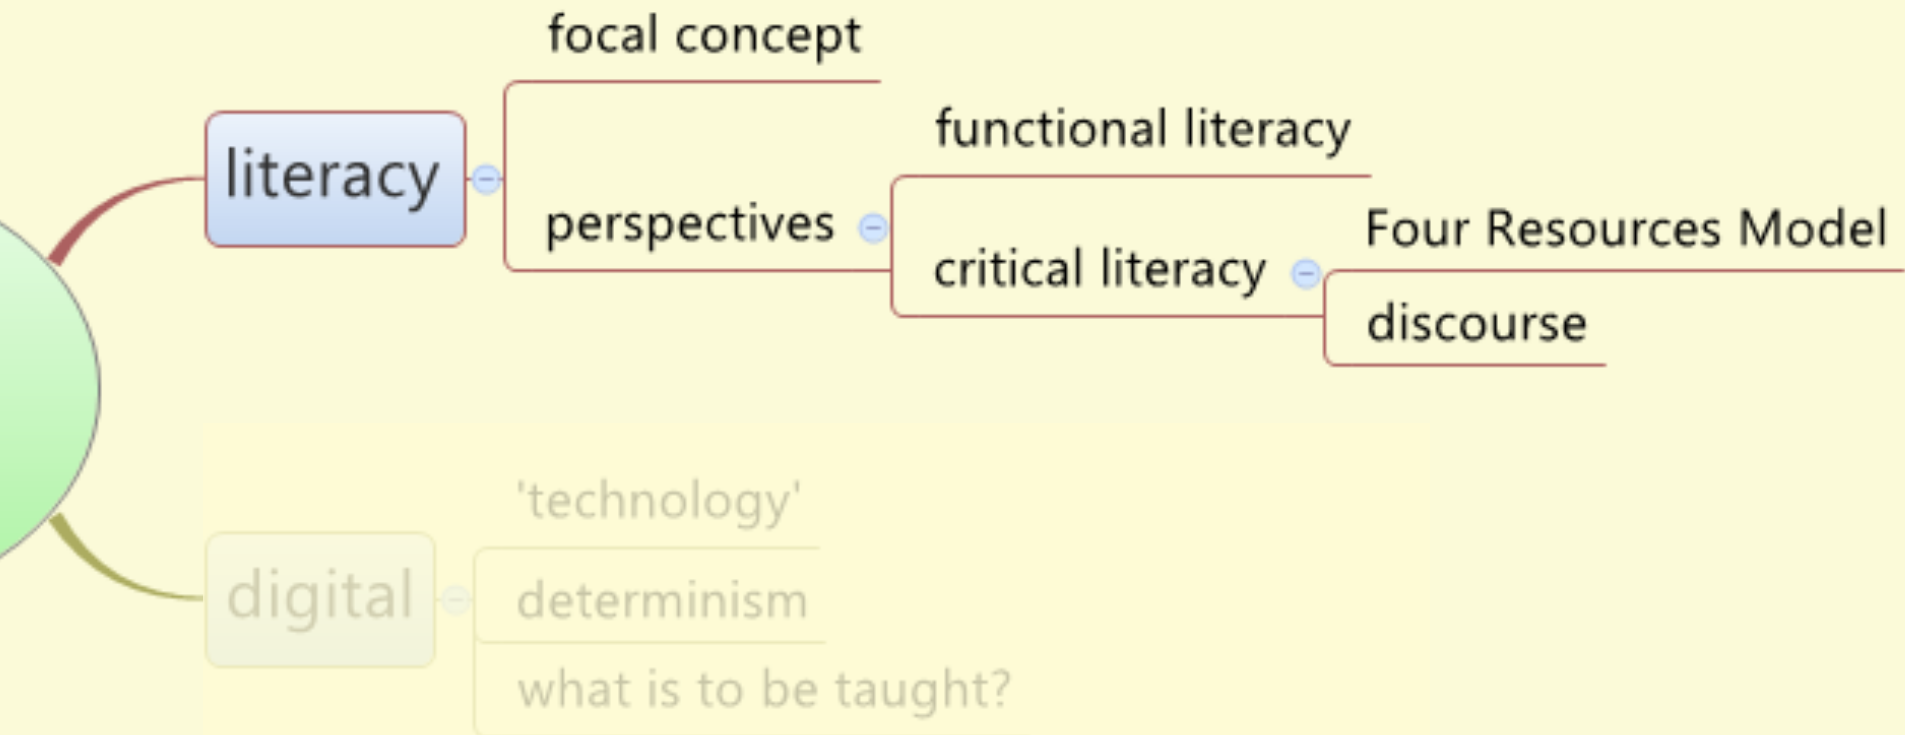 focal concept
literacy
functional literacy
perspectives
Four Resources Model
critical literacy
discourse
'technology'
digital
determinism
what is to be taught?